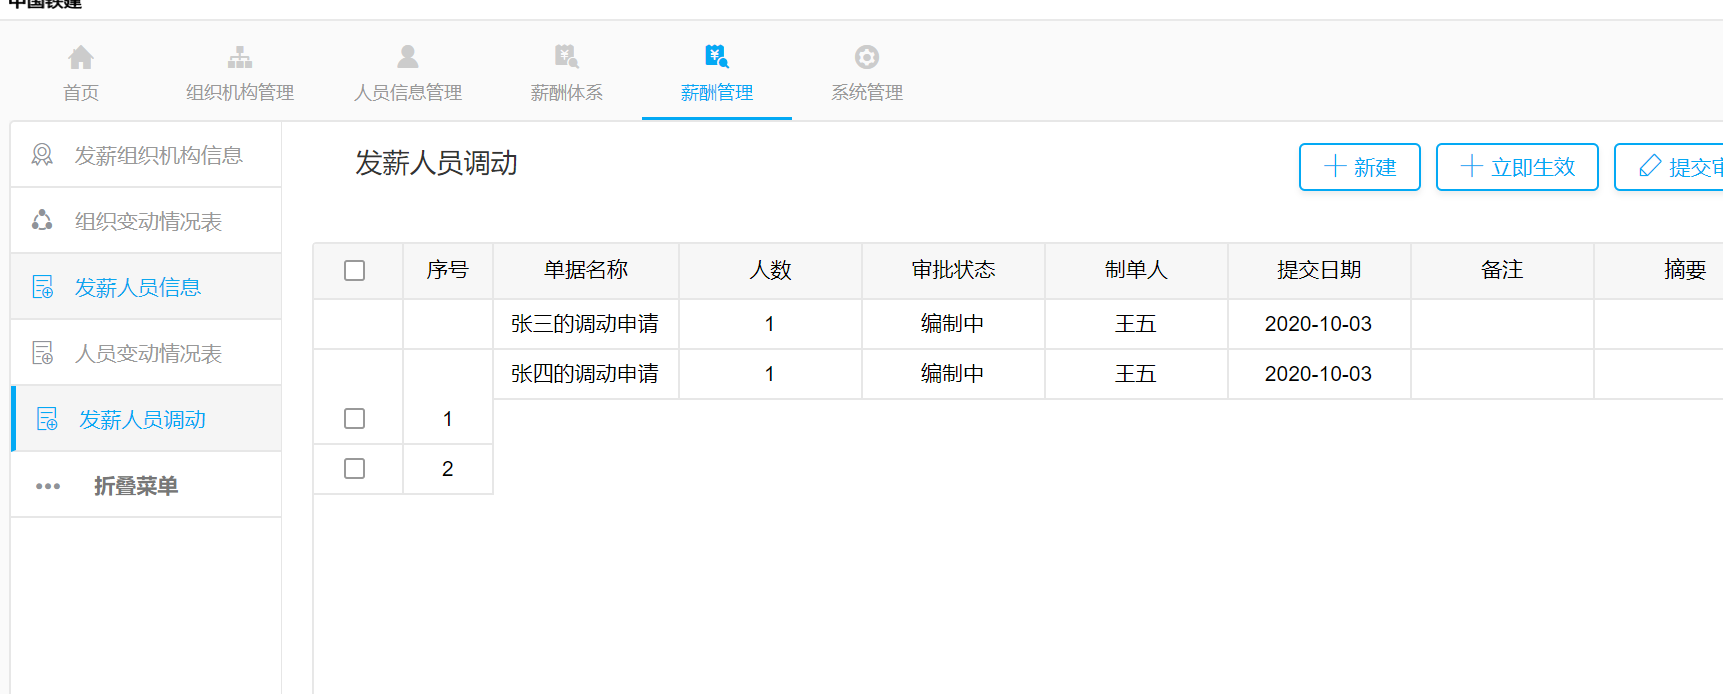 中国铁建
首页
组织机构管理
人员信息管理
薪酬体系
薪酬管理
系统管理
发薪组织机构信息
组织变动情况表
发薪人员信息
人员变动情况表
发薪人员调动
折叠菜单
发薪人员调动
新建
立即生效
提交审
序号 单据名称 人数 审批状态 制单人 提交日期 备注 摘要
张三的调动申请 1 编制中 王五 2020-10-03
张四的调动申请 1 编制中 王五 2020-10-03
1
2